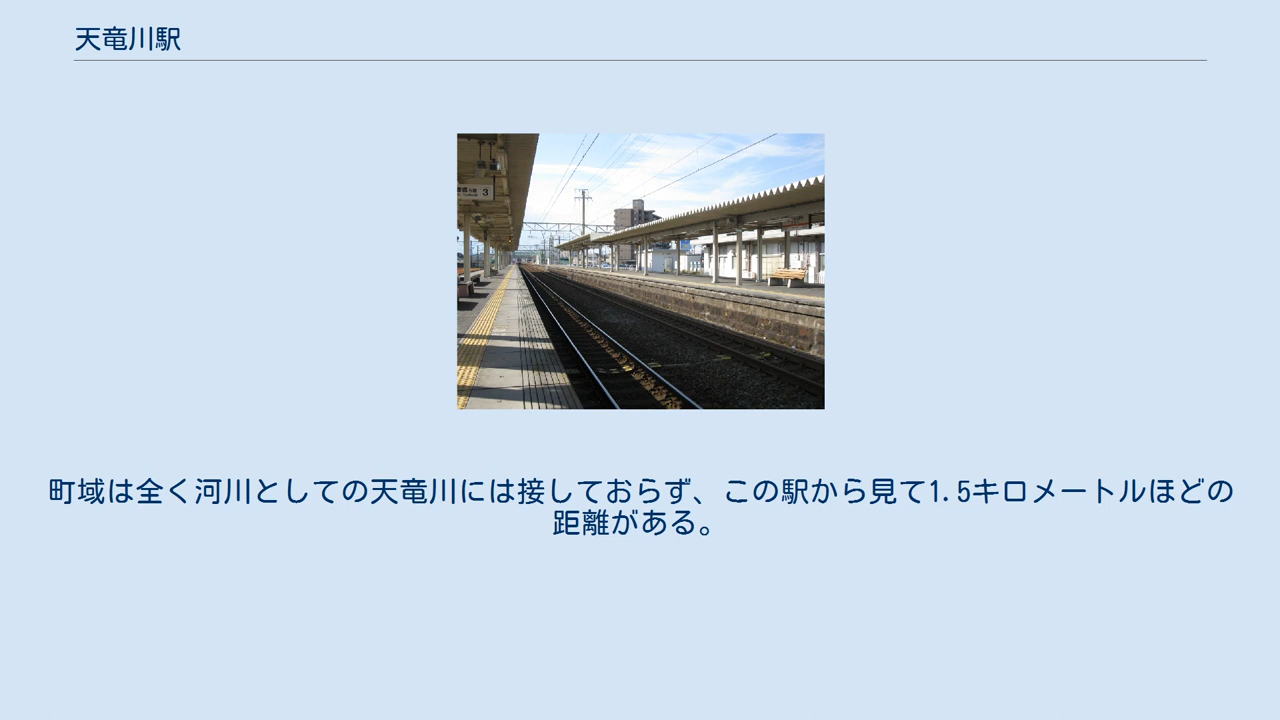 天竜川駅
3
町域は全く河川としての天竜川には接しておらず、この駅から見て1.5キロメートルほどの
距離がある。